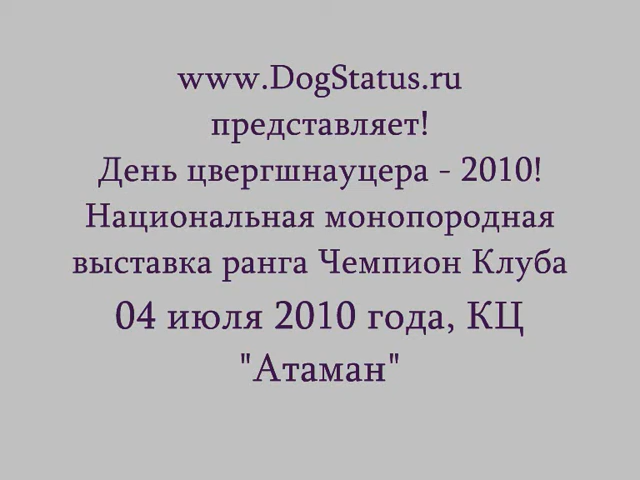 www.DogStatus.ru
представляет!
День цвергшнауцера - 2010!
Национальная монопородная
выставка ранга Чемпион Клуба
04 июля 2010 года, КЦ
"Атаман"